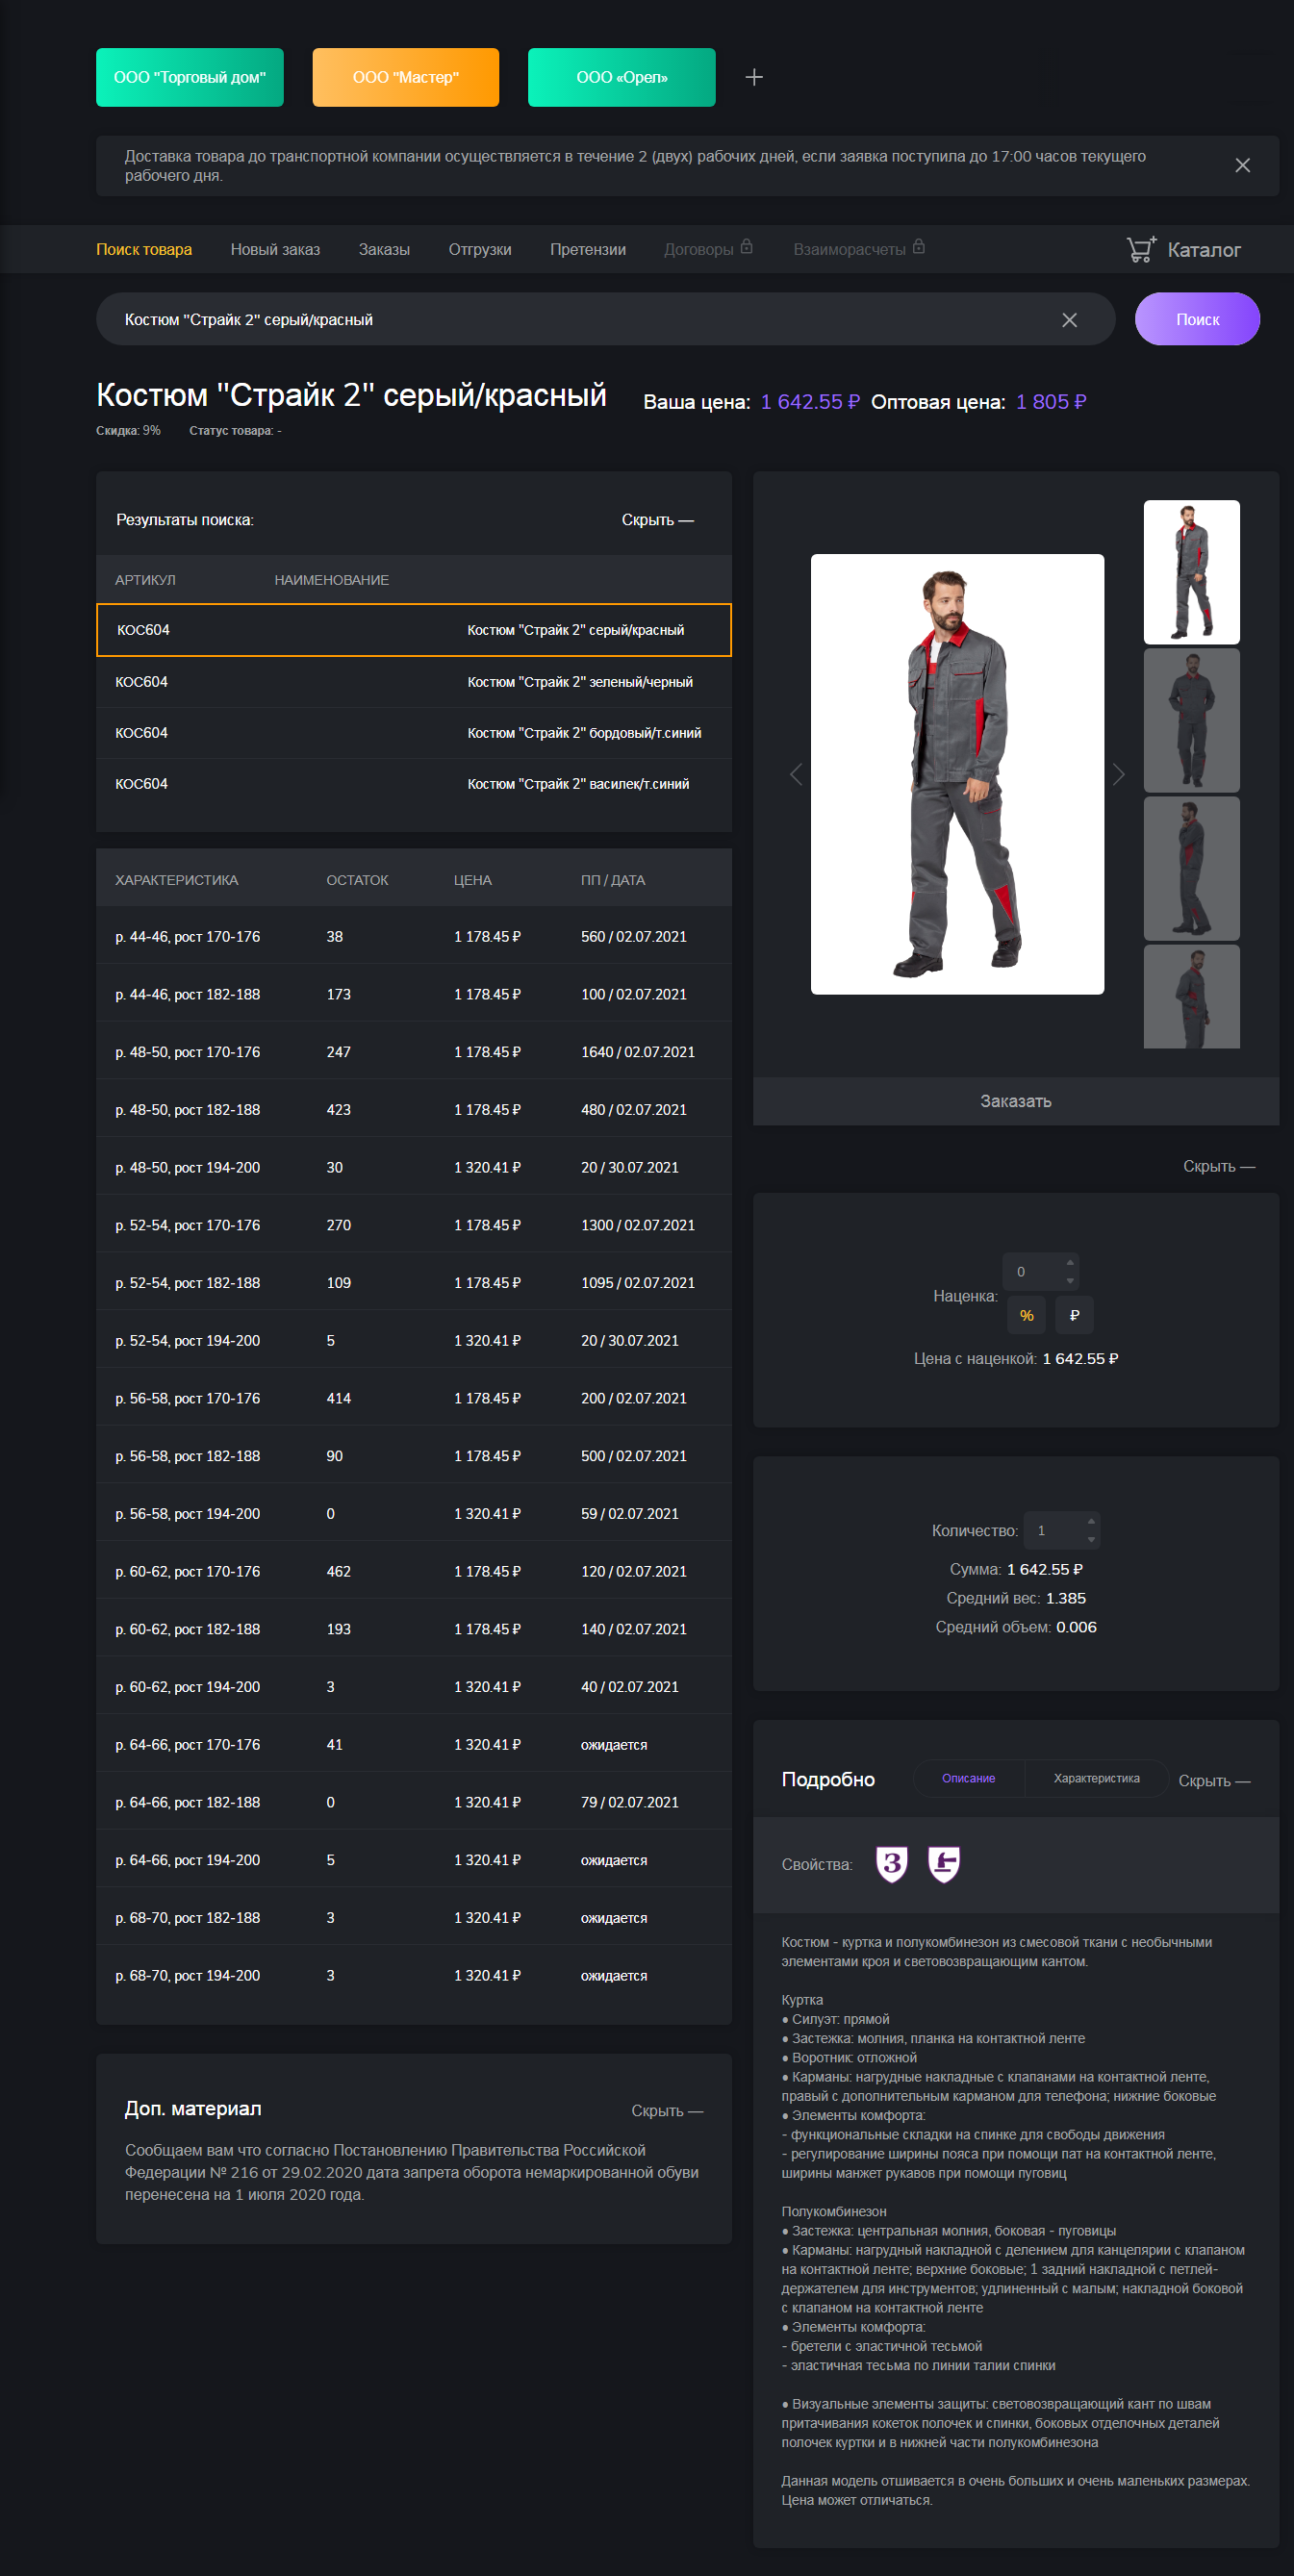 ООО "Торговый дом"
ООО "Мастер"
ООО «Орел»
Доставка товара до транспортной компании осуществляется в течение 2 (двух) рабочих дней, если заявка поступила до 17:00 часов текущего
рабочего дня.
Поиск товара Новый заказ Заказы Отгрузки Претензии Договоры Взаиморасчеты Каталог
Костюм "Страйк 2" серый/красный
Поиск
Костюм "Страйк 2" серый/красный
Ваша цена: 1 642.55 ₽ Оптовая цена: 1 805 ₽
Скидка: 9% Статус товара: -
Результаты поиска: Скрыть —
АРТИКУЛ НАИМЕНОВАНИЕ
КОС604 Костюм "Страйк 2" серый/красный
КОС604 Костюм "Страйк 2" зеленый/черный
КОС604 Костюм "Страйк 2" бордовый/т.синий
КОС604 Костюм "Страйк 2" василек/т.синий
ХАРАКТЕРИСТИКА ОСТАТОК ЦЕНА ПП / ДАТА
р. 44-46, рост 170-176 38 1 178.45 ₽ 560 / 02.07.2021
р. 44-46, рост 182-188 173 1 178.45 ₽ 100 / 02.07.2021
р. 48-50, рост 170-176 247 1 178.45 ₽ 1640 / 02.07.2021
р. 48-50, рост 182-188 423 1 178.45 ₽ 480 / 02.07.2021
р. 48-50, рост 194-200 30 1 320.41 ₽ 20 / 30.07.2021
р. 52-54, рост 170-176 270 1 178.45 ₽ 1300 / 02.07.2021
р. 52-54, рост 182-188 109 1 178.45 ₽ 1095 / 02.07.2021
р. 52-54, рост 194-200 5 1 320.41 ₽ 20 / 30.07.2021
р. 56-58, рост 170-176 414 1 178.45 ₽ 200 / 02.07.2021
р. 56-58, рост 182-188 90 1 178.45 ₽ 500 / 02.07.2021
р. 56-58, рост 194-200 0 1 320.41 ₽ 59 / 02.07.2021
р. 60-62, рост 170-176 462 1 178.45 ₽ 120 / 02.07.2021
р. 60-62, рост 182-188 193 1 178.45 ₽ 140 / 02.07.2021
р. 60-62, рост 194-200 3 1 320.41 ₽ 40 / 02.07.2021
р. 64-66, рост 170-176 41 1 320.41 ₽ ожидается
р. 64-66, рост 182-188 0 1 320.41 ₽ 79 / 02.07.2021
р. 64-66, рост 194-200 5 1 320.41 ₽ ожидается
р. 68-70, рост 182-188 3 1 320.41 ₽ ожидается
р. 68-70, рост 194-200 3 1 320.41 ₽ ожидается
Доп. материал Скрыть —
Сообщаем вам что согласно Постановлению Правительства Российской
Федерации № 216 от 29.02.2020 дата запрета оборота немаркированной обуви
перенесена на 1 июля 2020 года.
Заказать
Скрыть —
Наценка: 0
% ₽
Цена с наценкой: 1 642.55 ₽
Количество: 1
Сумма: 1 642.55 ₽
Средний вес: 1.385
Средний объем: 0.006
Подробно Описание Характеристика Скрыть —
Свойства: З
Костюм - куртка и полукомбинезон из смесовой ткани с необычными
элементами кроя и световозвращающим кантом.
Куртка
● Силуэт: прямой
● Застежка: молния, планка на контактной ленте
● Воротник: отложной
● Карманы: нагрудные накладные с клапанами на контактной ленте,
правый с дополнительным карманом для телефона; нижние боковые
● Элементы комфорта:
- функциональные складки на спинке для свободы движения
- регулирование ширины пояса при помощи пат на контактной ленте,
ширины манжет рукавов при помощи пуговиц
Полукомбинезон
● Застежка: центральная молния, боковая - пуговицы
● Карманы: нагрудный накладной с делением для канцелярии с клапаном
на контактной ленте; верхние боковые; 1 задний накладной с петлей-
держателем для инструментов; удлиненный с малым; накладной боковой
с клапаном на контактной ленте
● Элементы комфорта:
- бретели с эластичной тесьмой
- эластичная тесьма по линии талии спинки
● Визуальные элементы защиты: световозвращающий кант по швам
притачивания кокеток полочек и спинки, боковых отделочных деталей
полочек куртки и в нижней части полукомбинезона
Данная модель отшивается в очень больших и очень маленьких размерах.
Цена может отличаться.